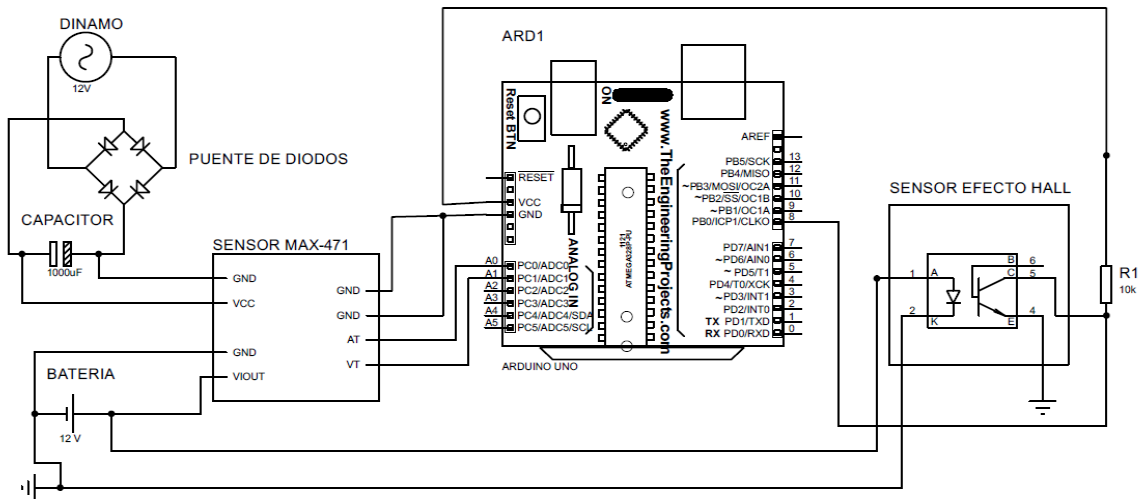 DINAMO
12V
PUENTE DE DIODOS
CAPACITOR
1000uF
SENSOR MAX-471
GND
VCC
GND
VIOUT
GND
GND
AT
VT
BATERIA
12 V
ARD1
Reset BTN
ON
www.TheEngineeringProjects.com
RESET
VCC
GND
ANALOG IN
1121
ATMEGA328P-PU
A0 PC0/ADC0
A1 PC1/ADC1
A2 PC2/ADC2
A3 PC3/ADC3
A4 PC4/ADC4/SDA
A5 PC5/ADC5/SCL
AREF
PB5/SCK 13
PB4/MISO 12
~PB3/MOSI/OC2A 11
~PB2/SS/OC1B 10
~PB1/OC1A 9
PB0/ICP1/CLKO 8
PD7/AIN1 7
~PD6/AIN0 6
~PD5/T1 5
PD4/T0/XCK 4
~PD3/INT1 3
PD2/INT0 2
TX PD1/TXD 1
RX PD0/RXD 0
ARDUINO UNO
SENSOR EFECTO HALL
1 A
2 K
B 6
C 5
E 4
R1
10k